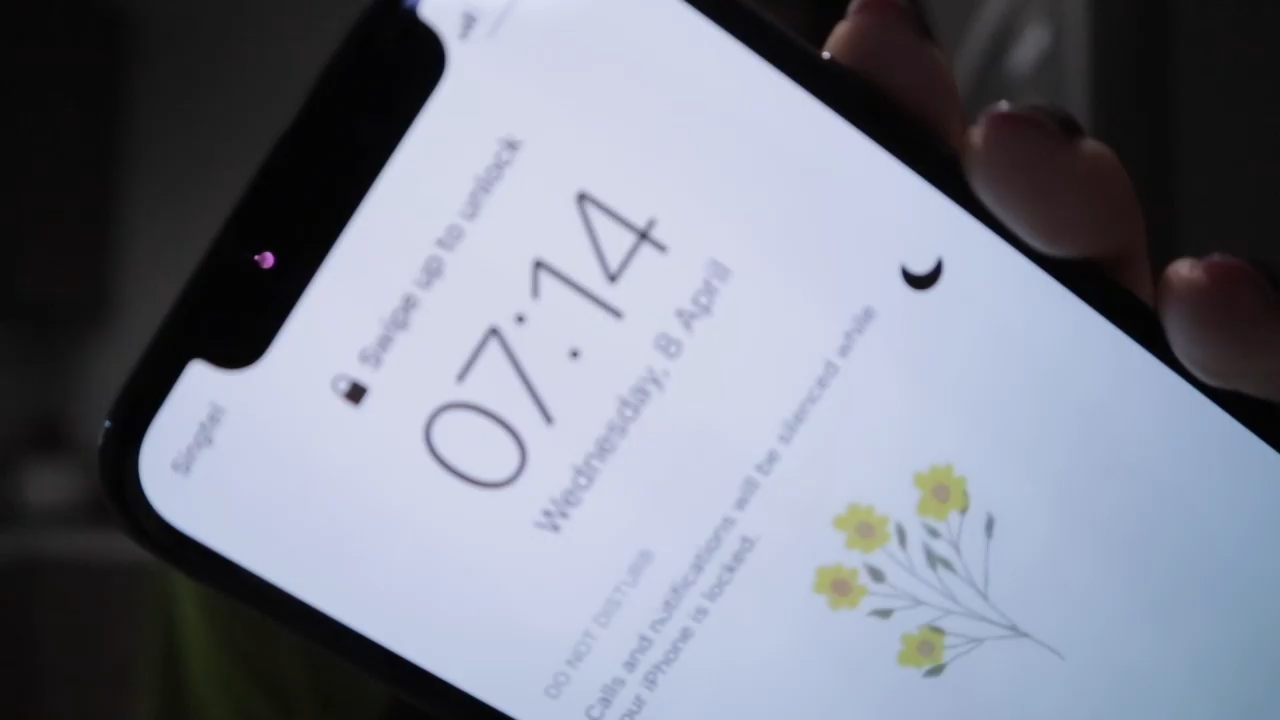 Singtel
Swipe up to unlock
07:14
Wednesday, 8 April
DO NOT DISTURB
Calls and notifications will be silenced while
iPhone is locked.